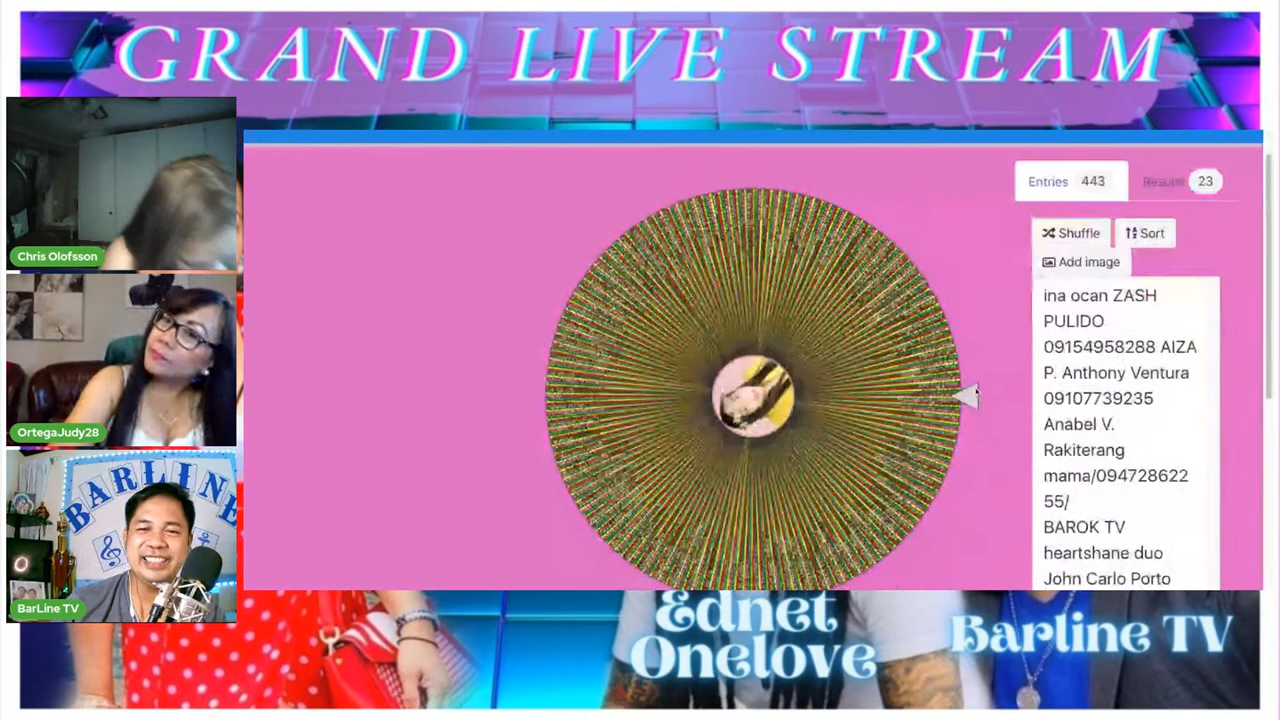 GRAND LIVE STREAM
Chris Olofsson
OrtegaJudy28
BARLINE
BarLine TV
Entries 443
Results 23
Shuffle
Sort
Add image
ina ocan ZASH
PULIDO
09154958288 AIZA
P. Anthony Ventura
09107739235
Anabel V.
Rakiterang
mama/094728622
55/
BAROK TV
heartshane duo
John Carlo Porto
Ednet
Onelove
Barline TV